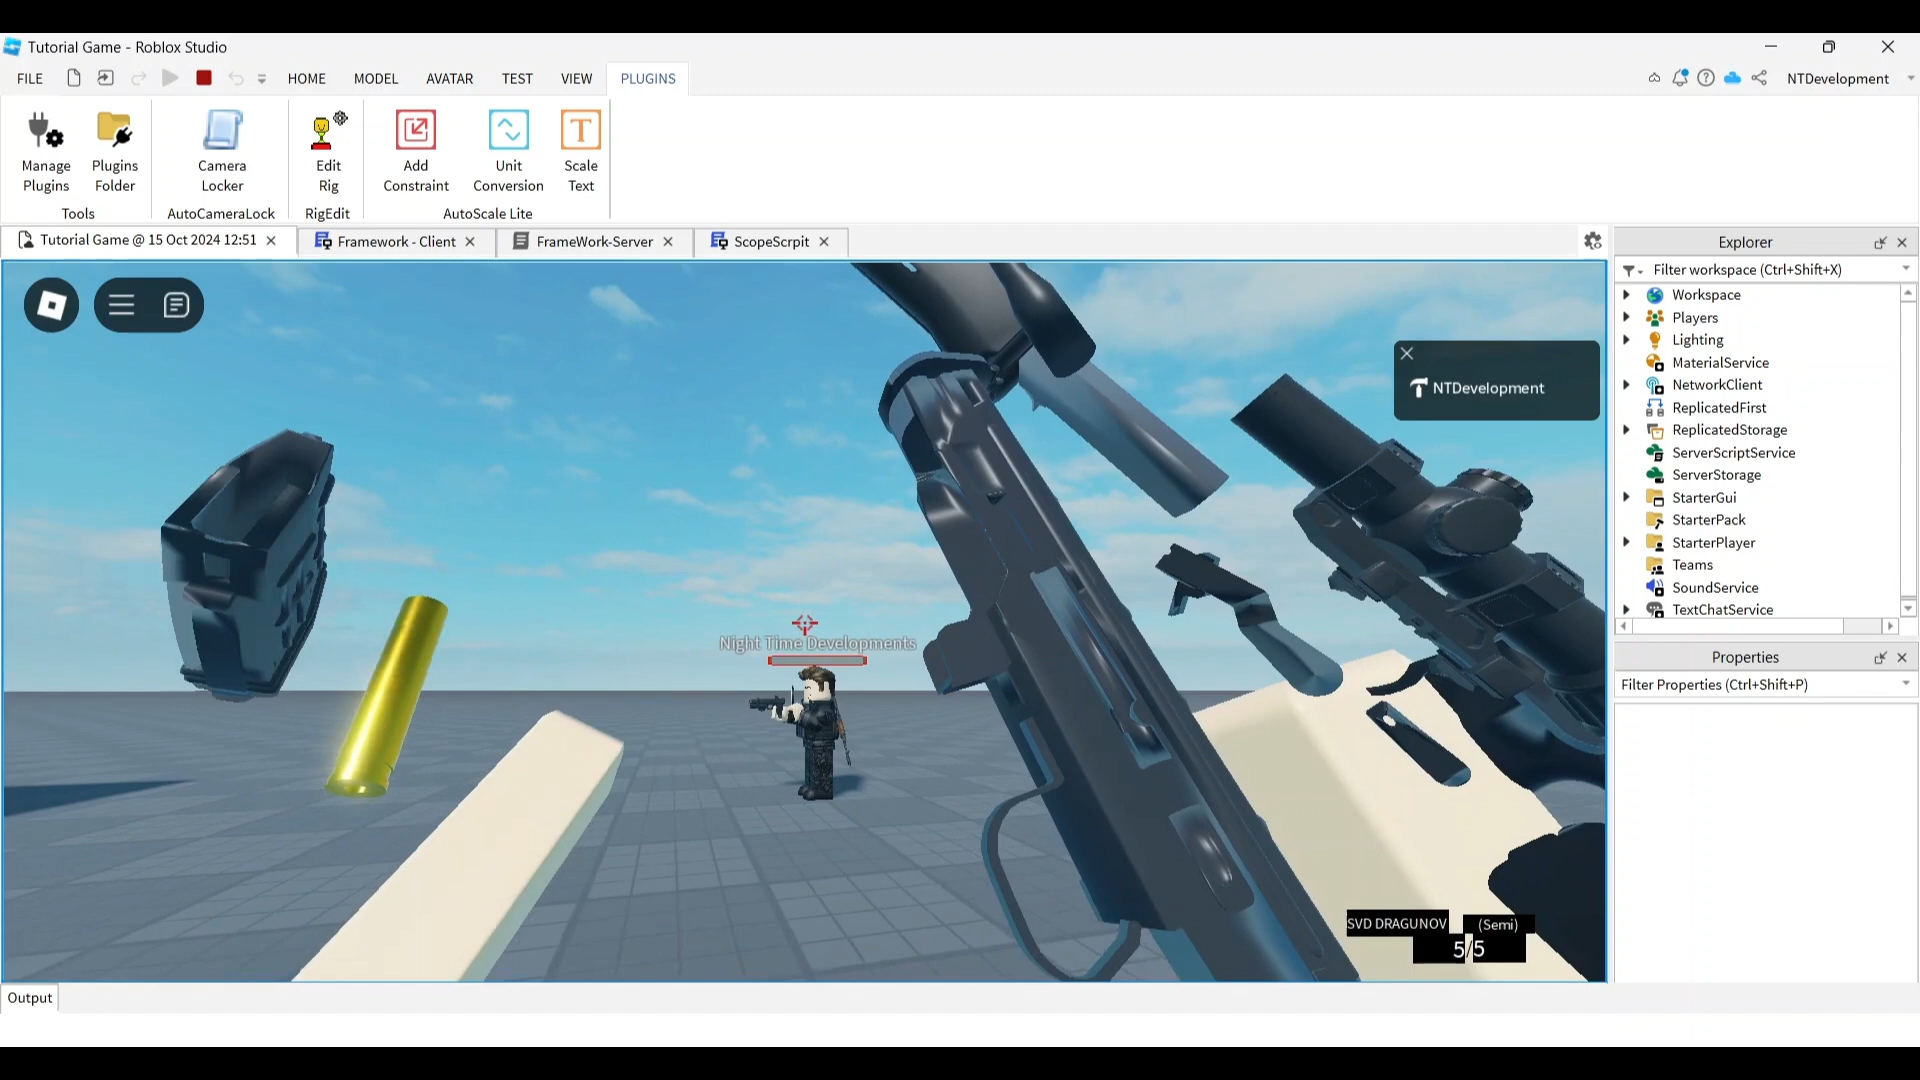 Tutorial Game - Roblox Studio
FILE HOME MODEL AVATAR TEST VIEW PLUGINS NTDevelopment
Manage Plugins
Plugins Folder
Camera Locker
Edit Rig
Add Constraint
Unit Conversion
T
Scale Text
Tools AutoCameraLock RigEdit AutoScale Lite
Tutorial Game @ 15 Oct 2024 12:51
Framework - Client
FrameWork-Server
ScopeScrpit
Explorer
Filter workspace (Ctrl+Shift+X)
Workspace
Players
Lighting
MaterialService
NetworkClient
ReplicatedFirst
ReplicatedStorage
ServerScriptService
ServerStorage
StarterGui
StarterPack
StarterPlayer
Teams
SoundService
TextChatService
Properties
Filter Properties (Ctrl+Shift+P)
NTDevelopment
Night Time Developments
SVD DRAGUNOV (Semi)
5/5
Output